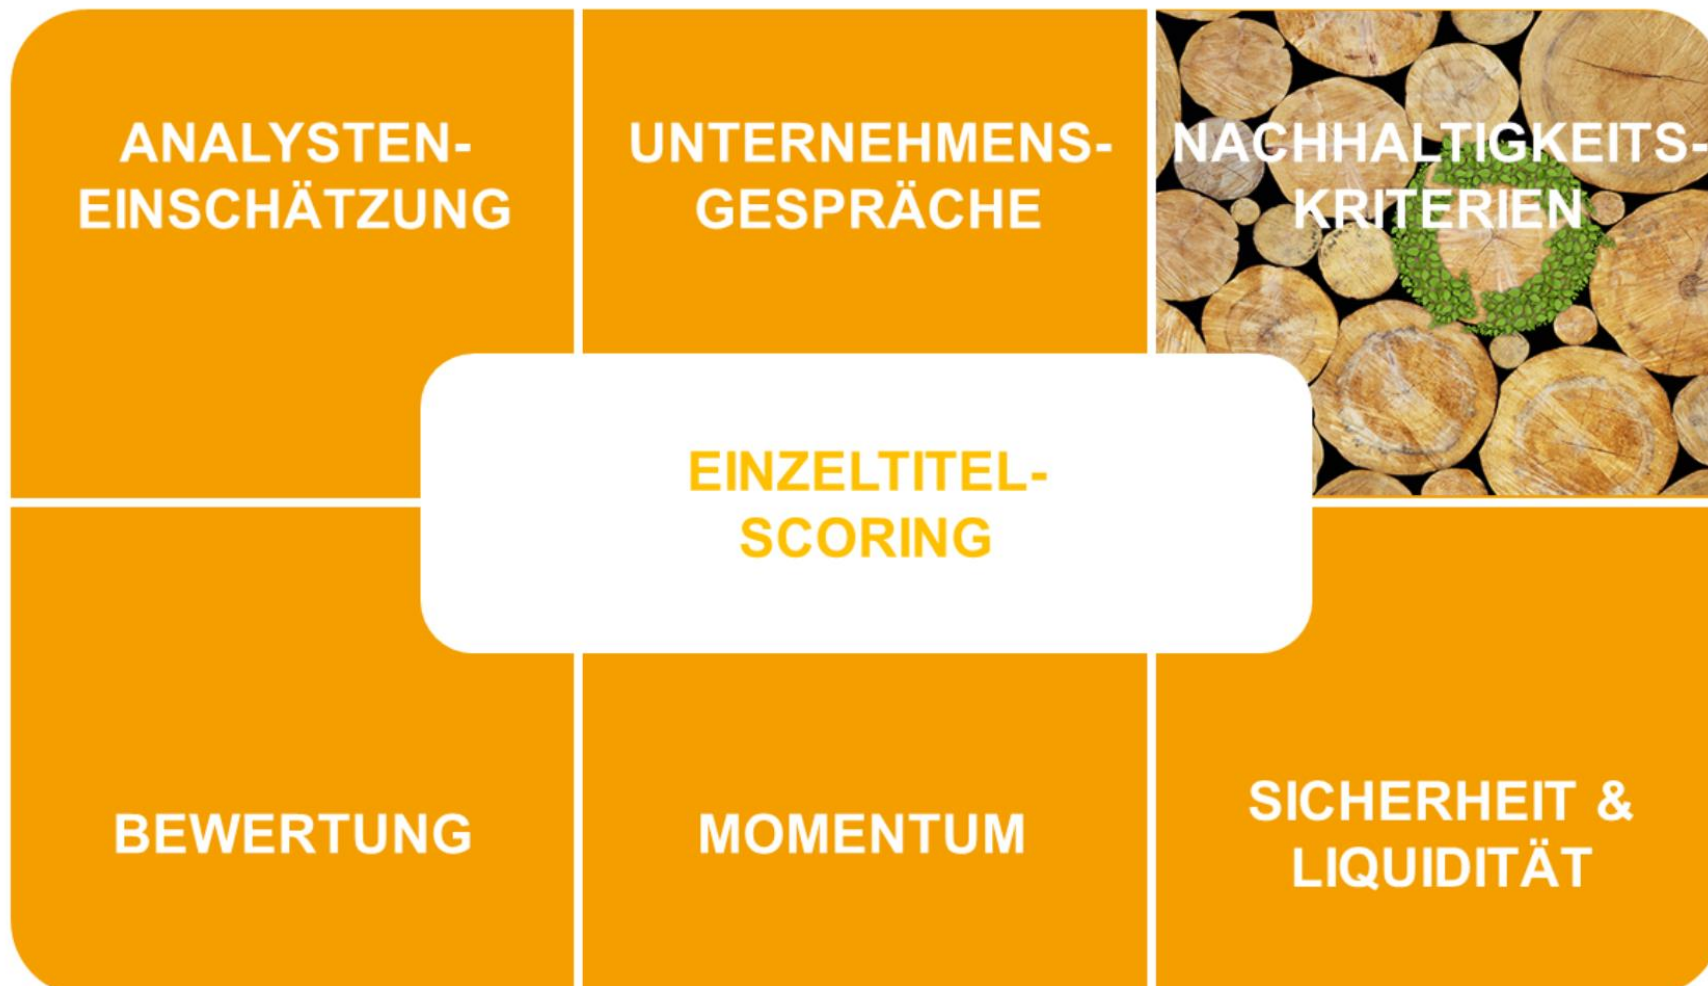 ANALYSTEN-
EINSCHÄTZUNG
UNTERNEHMENS-
GESPRÄCHE
NACHHALTIGKEITS-
KRITERIEN
EINZELTITEL-
SCORING
BEWERTUNG
MOMENTUM
SICHERHEIT &
LIQUIDITÄT